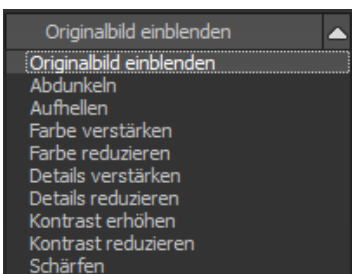 Originalbild einblenden
Originalbild einblenden
Abdunkeln
Aufhellen
Farbe verstärken
Farbe reduzieren
Details verstärken
Details reduzieren
Kontrast erhöhen
Kontrast reduzieren
Schärfen